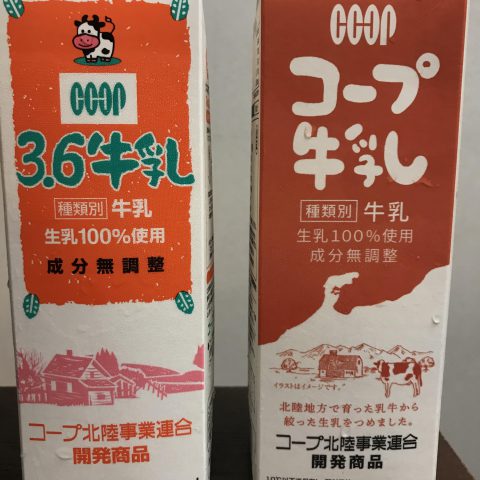 COOP
3.6牛乳
種類別 牛乳
生乳100%使用
成分無調整
コープ北陸事業連合
開発商品
COOP
コープ
牛乳
種類別 牛乳
生乳100%使用
成分無調整
イラストはイメージです。
北陸地方で育った乳牛から
絞った生乳をつめました。
コープ北陸事業連合
開発商品